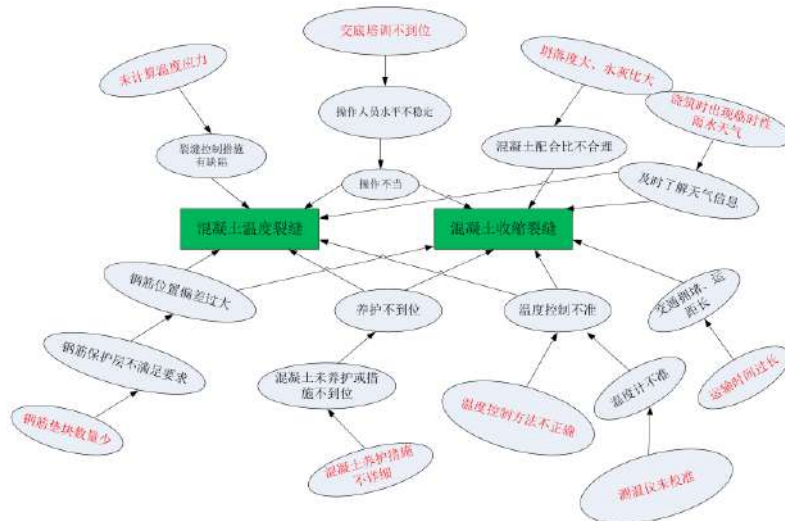 交底培训不到位
未计算温度应力
坍落度大、水灰比大
浇筑时出现临时性
雨水天气
操作人员水平不稳定
裂缝控制措施
有缺陷
混凝土配合比不合理
操作不当
及时了解天气信息
混凝土温度裂缝
混凝土收缩裂缝
钢筋位置偏差过大
养护不到位
温度控制不准
交通拥堵、运
距长
钢筋保护层不满足要求
混凝土未养护或措
施不到位
温度计不准
运输时间过长
温度控制方法不正确
钢筋垫块数量少
混凝土养护措施
不详细
测温仪未校准